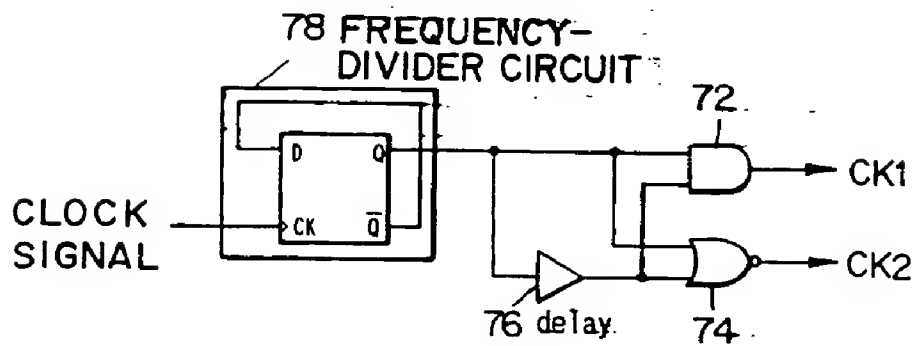 78 FREQUENCY-
DIVIDER CIRCUIT
72
D
Q
CK1
CLOCK
SIGNAL
CK
Q̅
CK2
76 delay.
74